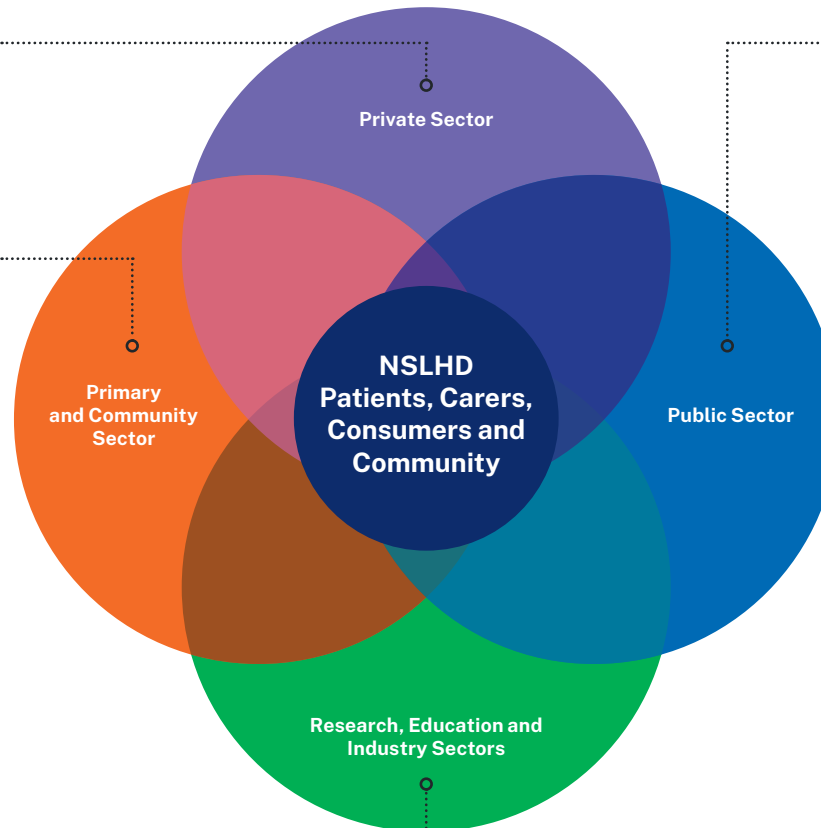 Private Sector
NSLHD
Patients, Carers,
Consumers and
Community
Primary
and Community
Sector
Public Sector
Research, Education and
Industry Sectors